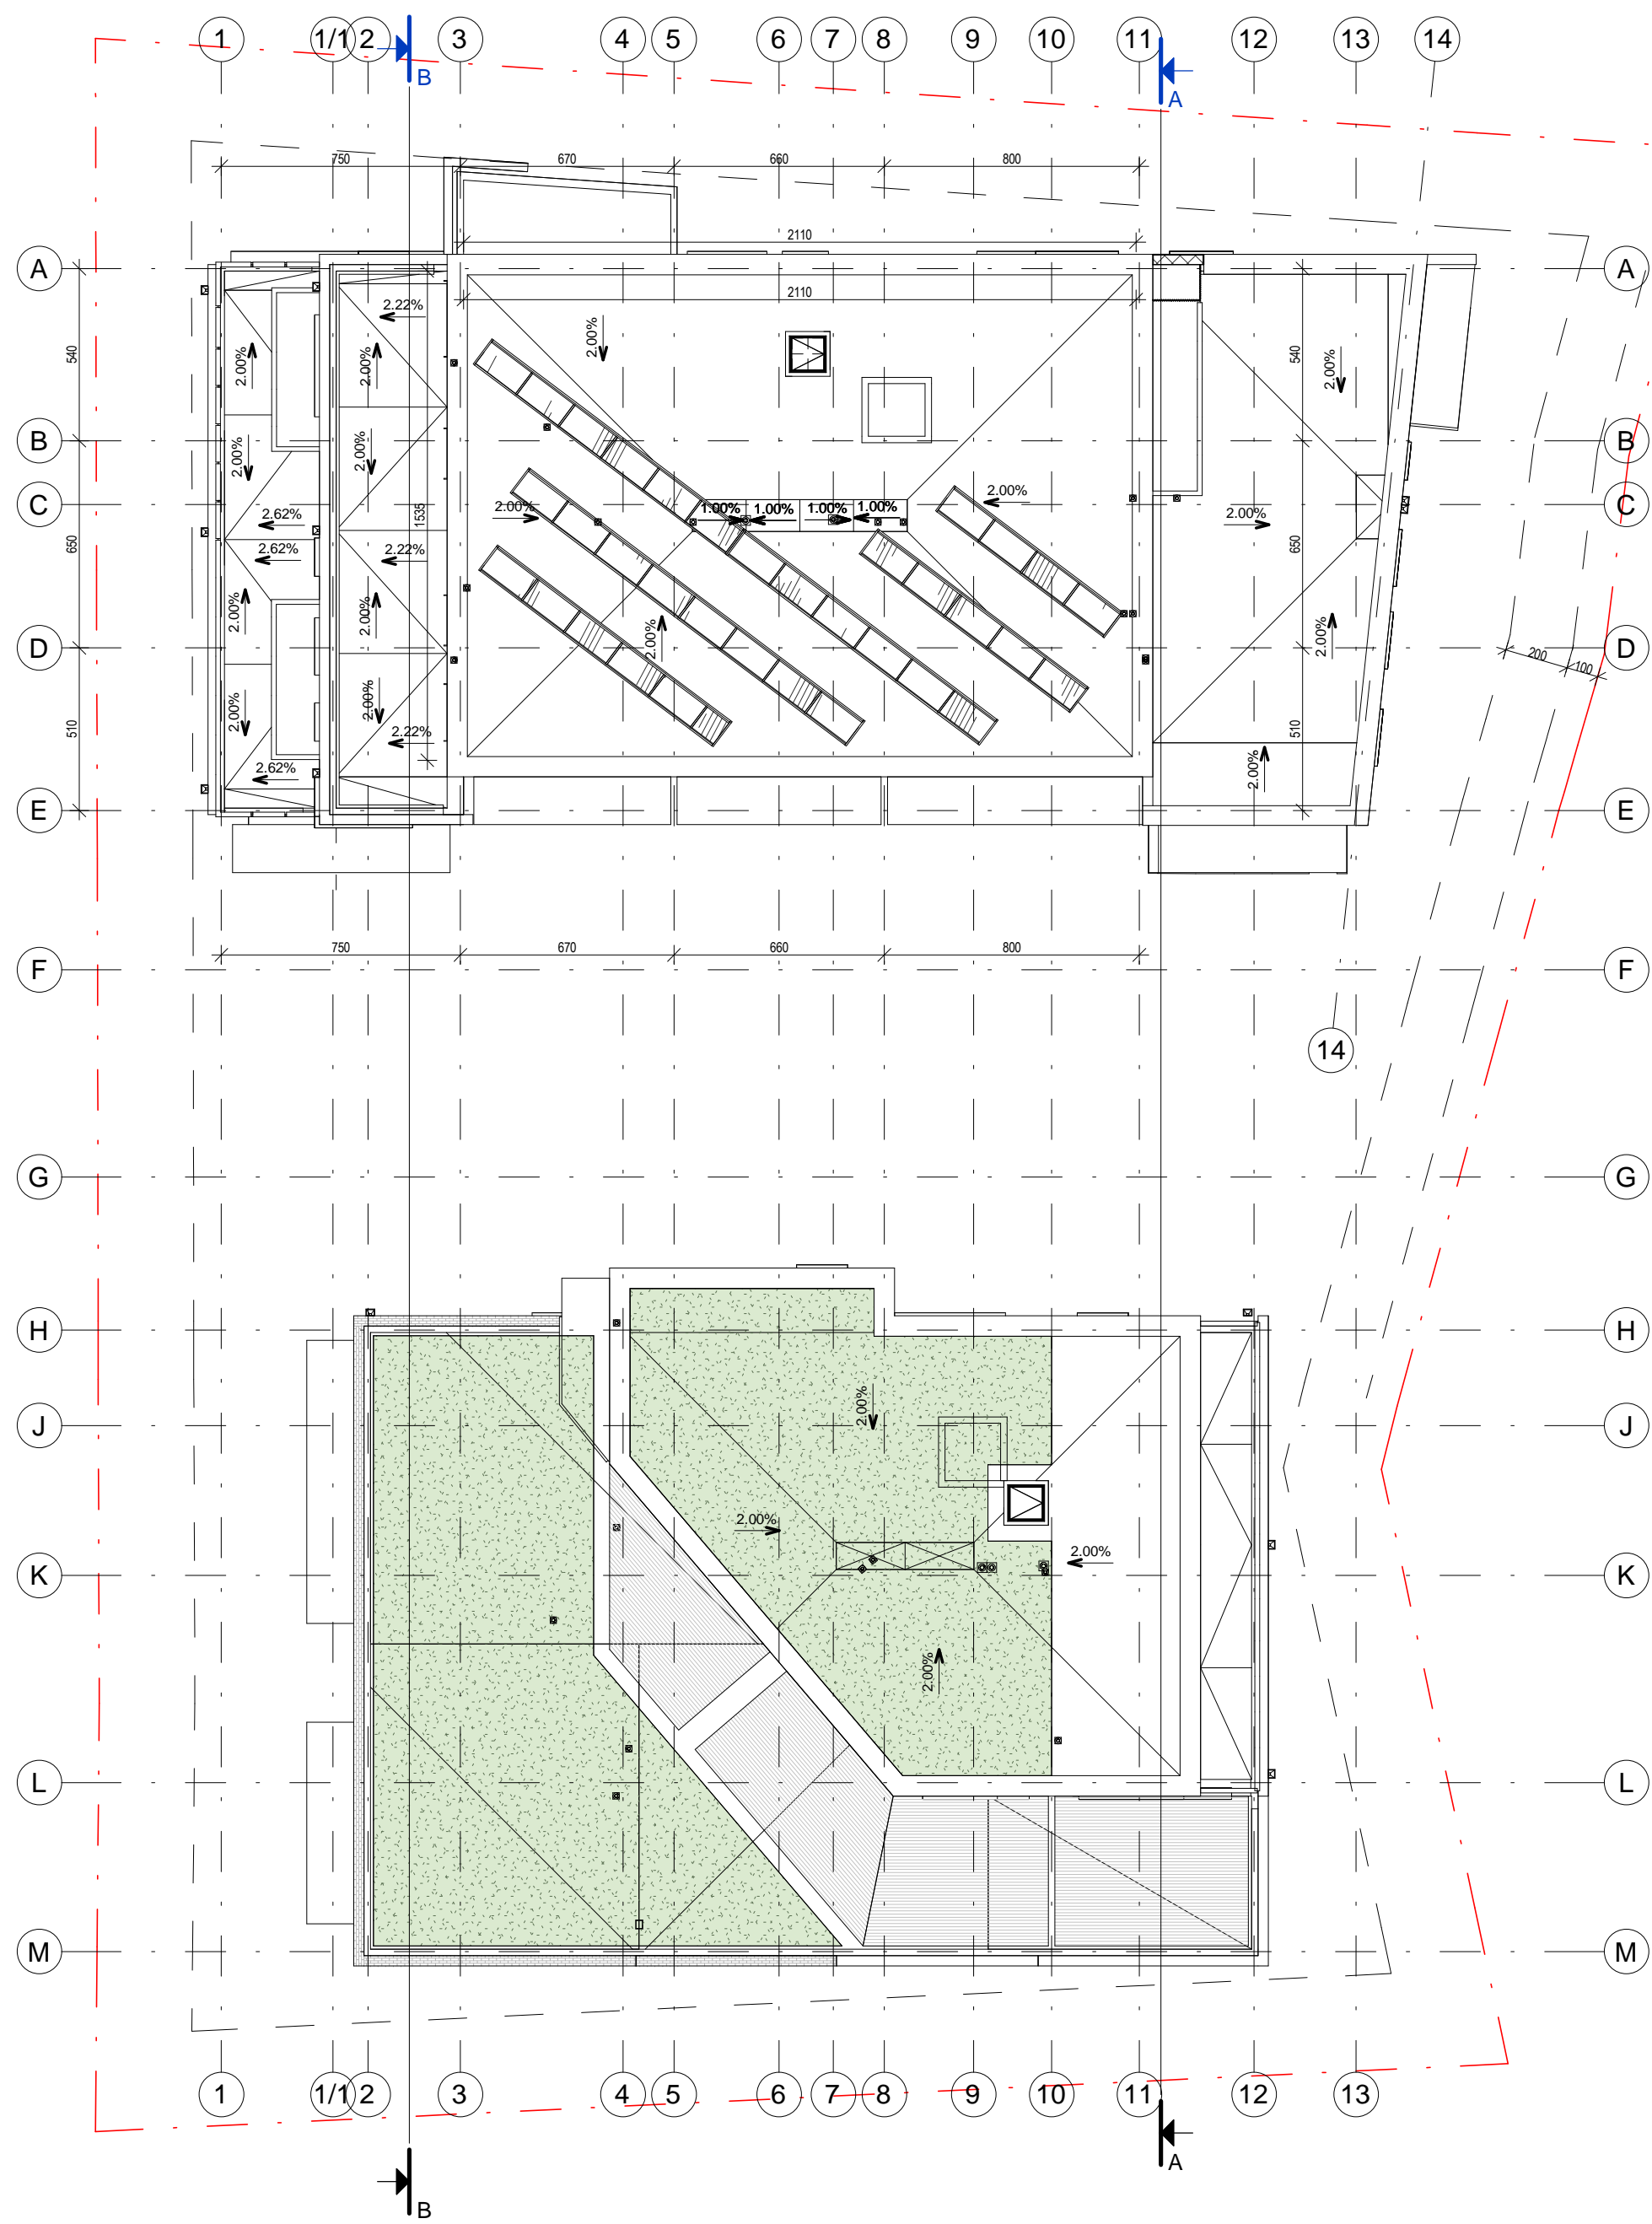 1 1/1 2 3 4 5 6 7 8 9 10 11 12 13 14
B A
750 670 660 800
2110
A A
2110
2.22%
540 2.00% 2.00% 2.00% 540 2.00%
B B
2.00% 2.00%
C C
2.62% 1535 2.00% 1.00% 1.00% 1.00% 1.00% 2.00% 2.00%
2.62% 2.22%
650 650
2.00% 2.00% 2.00% 2.00%
D D
200 100
2.00% 2.00%
510 2.22% 510
2.62% 2.00%
E E
750 670 660 800
F F
14
G G
H H
2.00%
J J
2.00%
2.00%
K K
2.00%
L L
M M
1 1/1 2 3 4 5 6 7 8 9 10 11 12 13
A
B